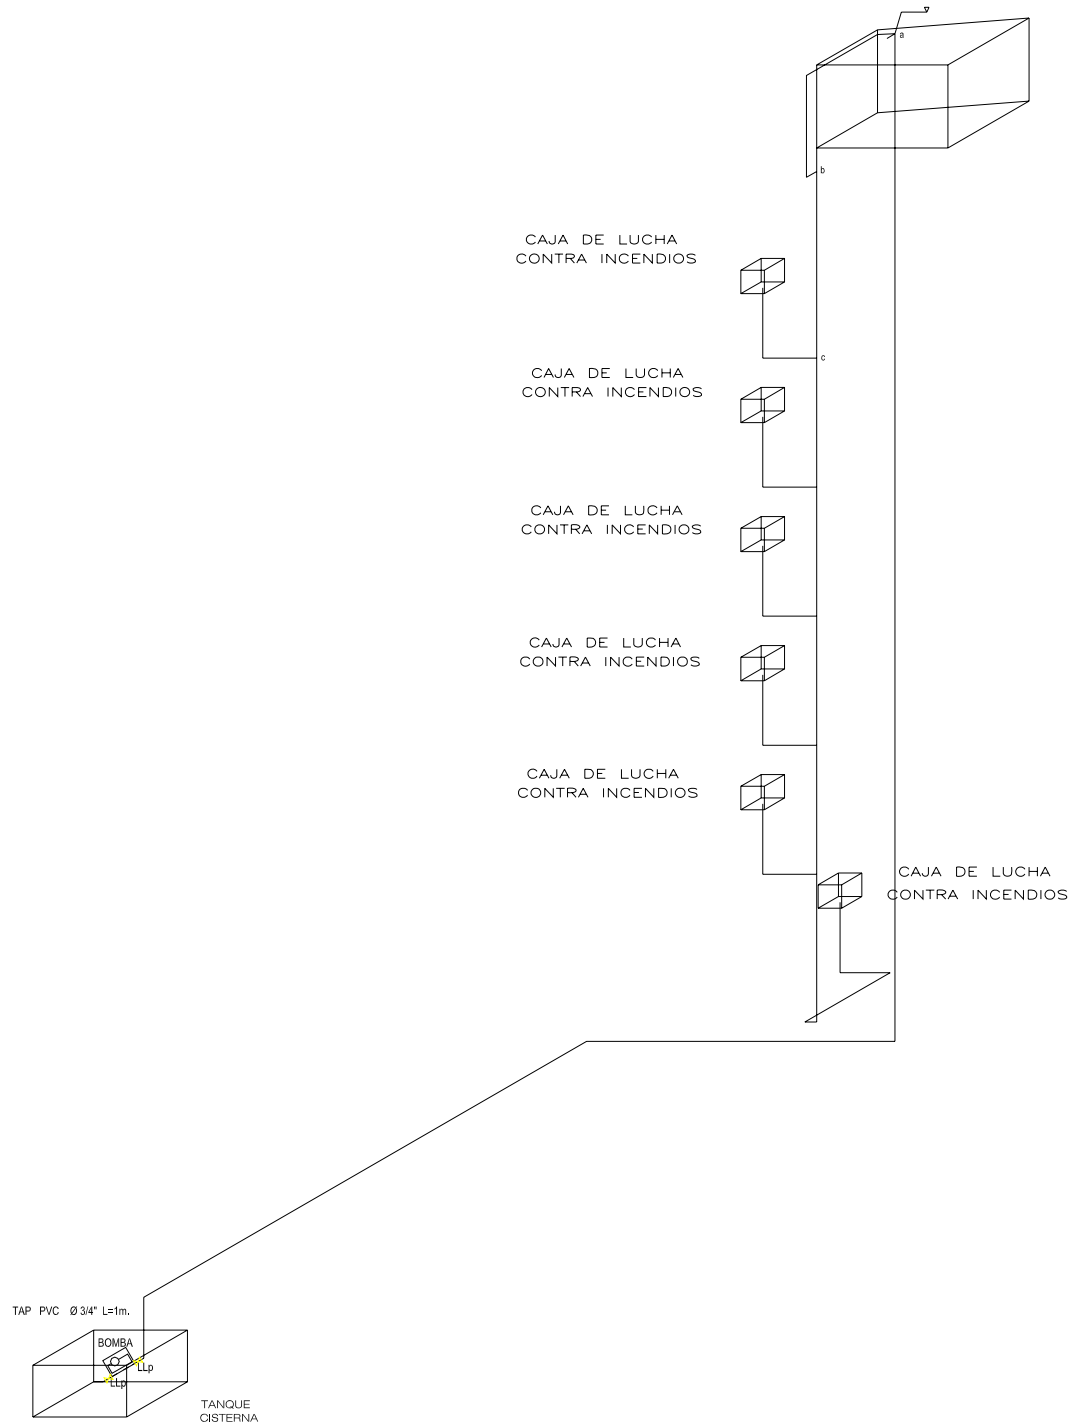 a
b
CAJA DE LUCHA
CONTRA INCENDIOS
c
CAJA DE LUCHA
CONTRA INCENDIOS
CAJA DE LUCHA
CONTRA INCENDIOS
CAJA DE LUCHA
CONTRA INCENDIOS
CAJA DE LUCHA
CONTRA INCENDIOS
CAJA DE LUCHA
CONTRA INCENDIOS
TAP PVC Ø 3/4" L=1m.
BOMBA
LLp
LLp
TANQUE
CISTERNA